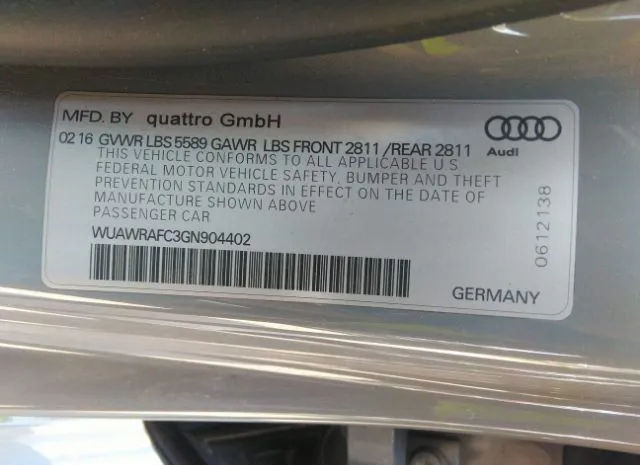 MFD. BY quattro GmbH
02 16 GVWR LBS 5589 GAWR LBS FRONT 2811 / REAR 2811
THIS VEHICLE CONFORMS TO ALL APPLICABLE U S
FEDERAL MOTOR VEHICLE SAFETY, BUMPER AND THEFT
PREVENTION STANDARDS IN EFFECT ON THE DATE OF
MANUFACTURE SHOWN ABOVE
PASSENGER CAR
WUAWRAFC3GN904402
Audi
0612138
GERMANY